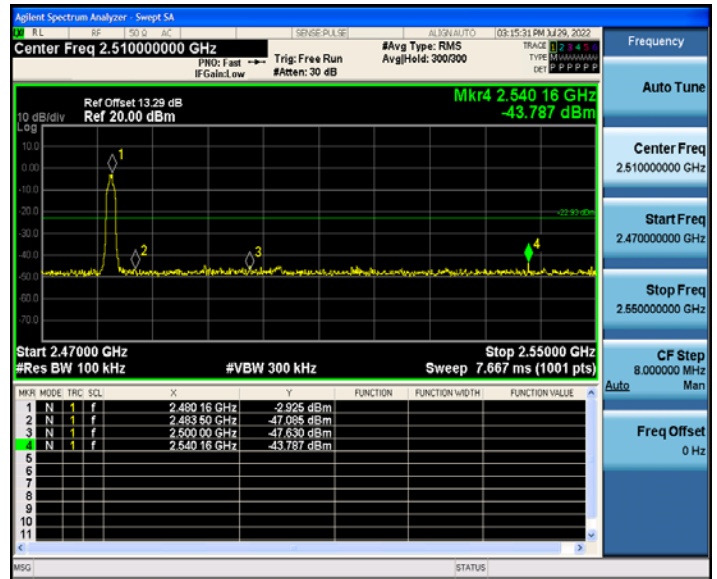 Agilent Spectrum Analyzer - Swept SA
RL RF 50 Ω AC SENSE:PULSE ALIGNAUTO 03:15:31 PM Jul 29, 2022
Center Freq 2.510000000 GHz
PNO: Fast
IFGain:Low
Trig: Free Run
#Atten: 30 dB
#Avg Type: RMS
Avg|Hold: 300/300
TRACE 1 2 3 4 5 6
TYPE M W W W W W
DET P P P P P P
Ref Offset 13.29 dB
10 dB/div Ref 20.00 dBm
Log
Mkr4 2.540 16 GHz
-43.787 dBm
10.0
0.00
-10.0
-20.0
-30.0
-40.0
-50.0
-60.0
-70.0
1
2
3
4
-22.93 dBm
Start 2.47000 GHz Stop 2.55000 GHz
#Res BW 100 kHz #VBW 300 kHz Sweep 7.667 ms (1001 pts)
MKR MODE TRC SCL X Y FUNCTION FUNCTION WIDTH FUNCTION VALUE
1 N 1 f 2.480 16 GHz -2.925 dBm
2 N 1 f 2.483 50 GHz -47.085 dBm
3 N 1 f 2.500 00 GHz -47.630 dBm
4 N 1 f 2.540 16 GHz -43.787 dBm
5
6
7
8
9
10
11
MSG STATUS
Frequency
Auto Tune
Center Freq
2.510000000 GHz
Start Freq
2.470000000 GHz
Stop Freq
2.550000000 GHz
CF Step
8.000000 MHz
Auto Man
Freq Offset
0 Hz